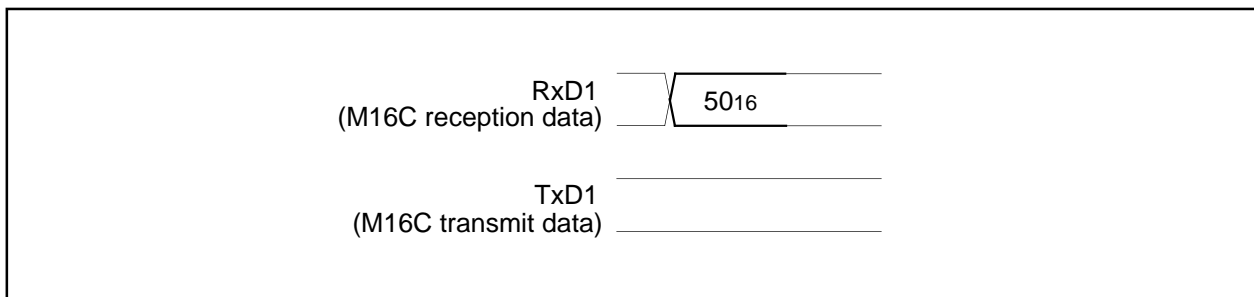 RxD1
(M16C reception data)
5016
TxD1
(M16C transmit data)